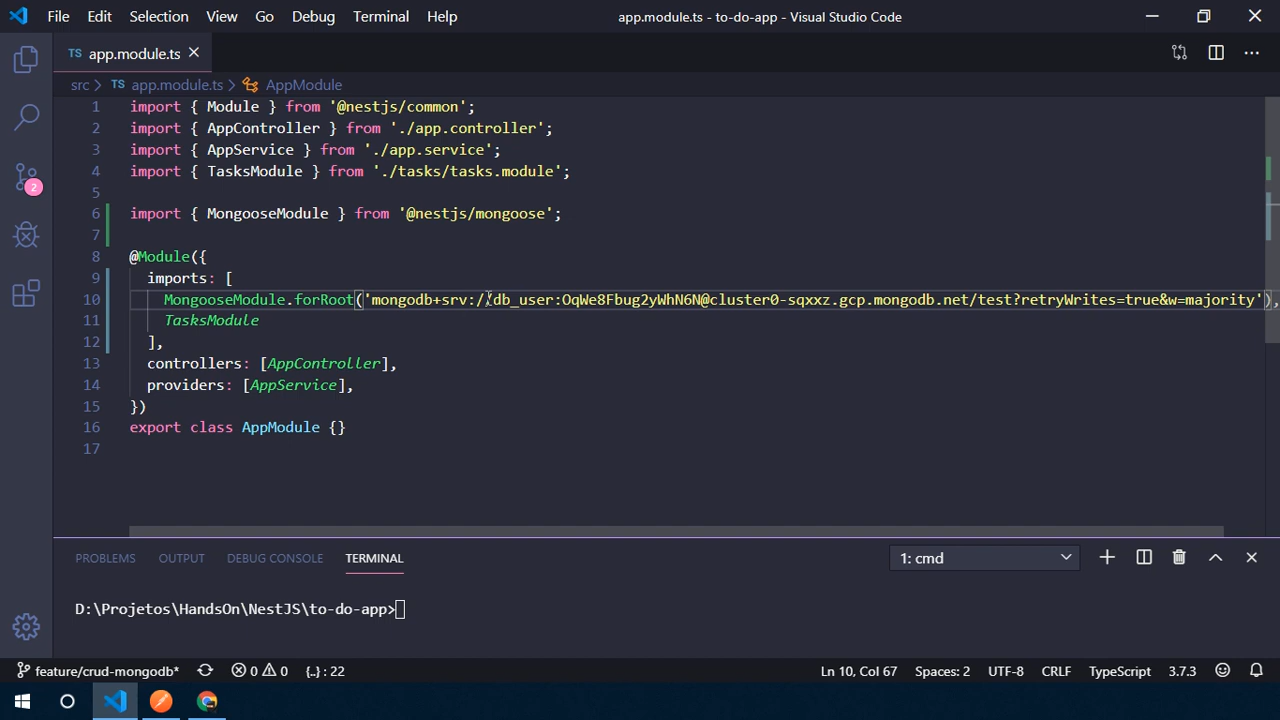 File Edit Selection View Go Debug Terminal Help app.module.ts - to-do-app - Visual Studio Code
TS app.module.ts
src > TS app.module.ts > AppModule
1 import { Module } from '@nestjs/common';
2 import { AppController } from './app.controller';
3 import { AppService } from './app.service';
4 import { TasksModule } from './tasks/tasks.module';
5
6 import { MongooseModule } from '@nestjs/mongoose';
7
8 @Module({
9 imports: [
10 MongooseModule.forRoot('mongodb+srv://db_user:OqWe8Fbug2yWhN6N@cluster0-sqxxz.gcp.mongodb.net/test?retryWrites=true&w=majority'),
11 TasksModule
12 ],
13 controllers: [AppController],
14 providers: [AppService],
15 })
16 export class AppModule {}
17
2
PROBLEMS OUTPUT DEBUG CONSOLE TERMINAL 1: cmd
D:\Projetos\HandsOn\NestJS\to-do-app>
feature/crud-mongodb* 0 0 {..} : 22 Ln 10, Col 67 Spaces: 2 UTF-8 CRLF TypeScript 3.7.3